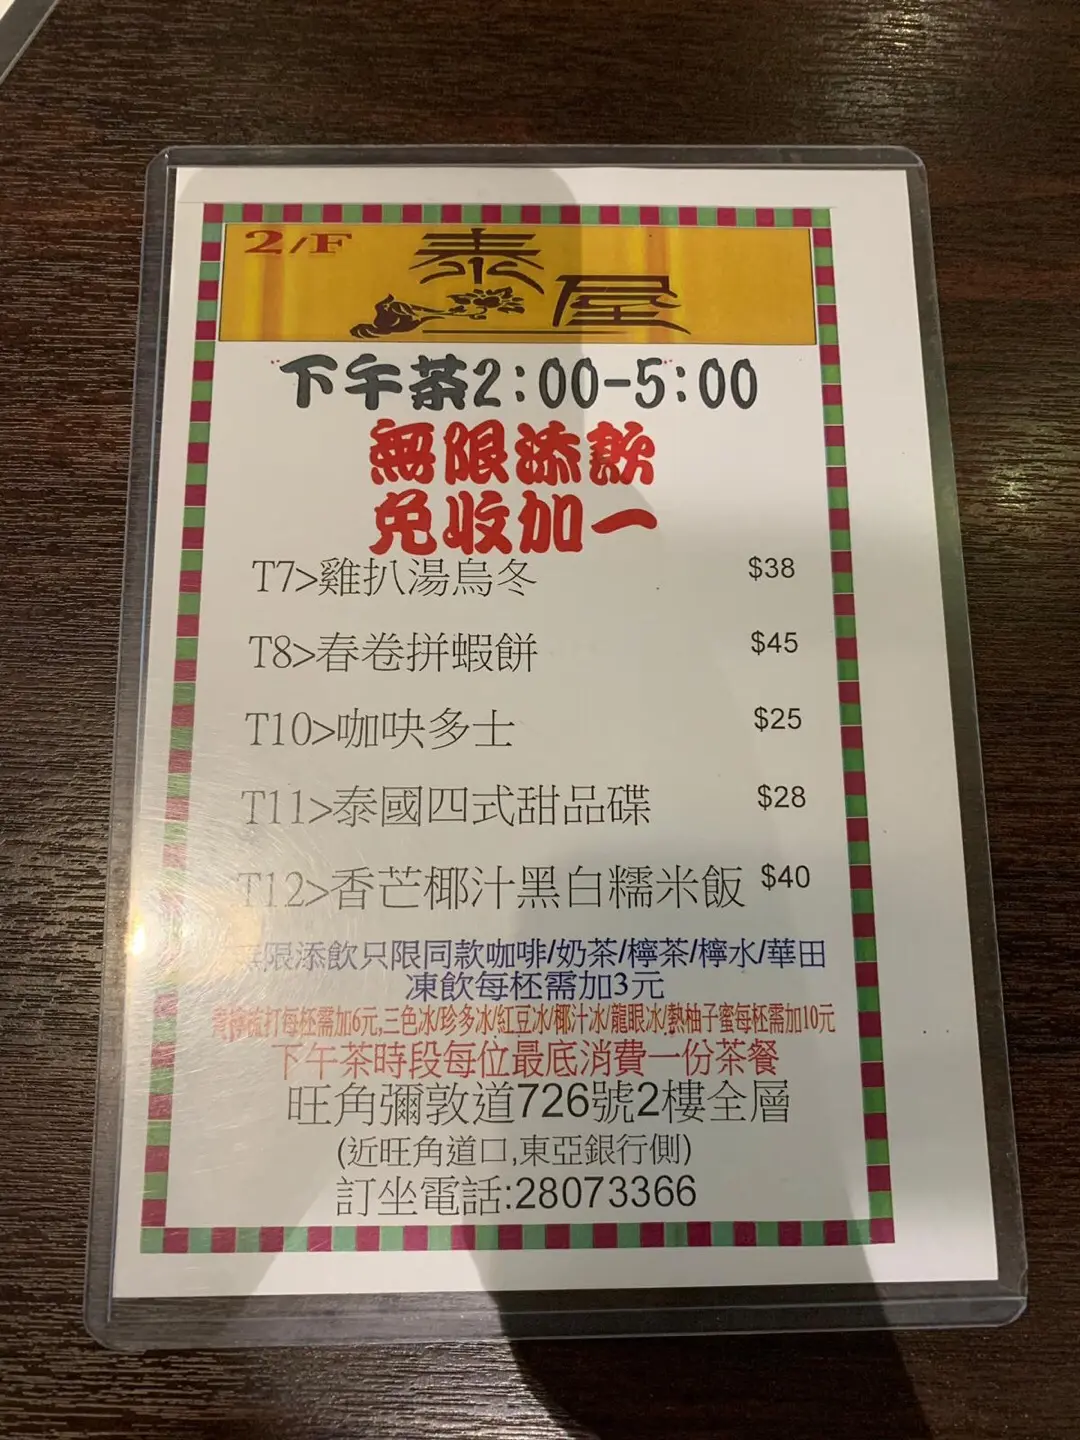 2/F
泰屋
下午茶2:00-5:00
無限添飲
免收加一
T7>雞扒湯烏冬 $38
T8>春卷拼蝦餅 $45
T10>咖央多士 $25
T11>泰國四式甜品碟 $28
T12>香芒椰汁黑白糯米飯 $40
無限添飲只限同款咖啡/奶茶/檸茶/檸水/華田
凍飲每杯需加3元
青檸梳打每杯需加6元,三色冰/珍多冰/紅豆冰/椰汁冰/龍眼冰/熱柚子蜜每杯需加10元
下午茶時段每位最底消費一份茶餐
旺角彌敦道726號2樓全層
(近旺角道口,東亞銀行側)
訂坐電話:28073366